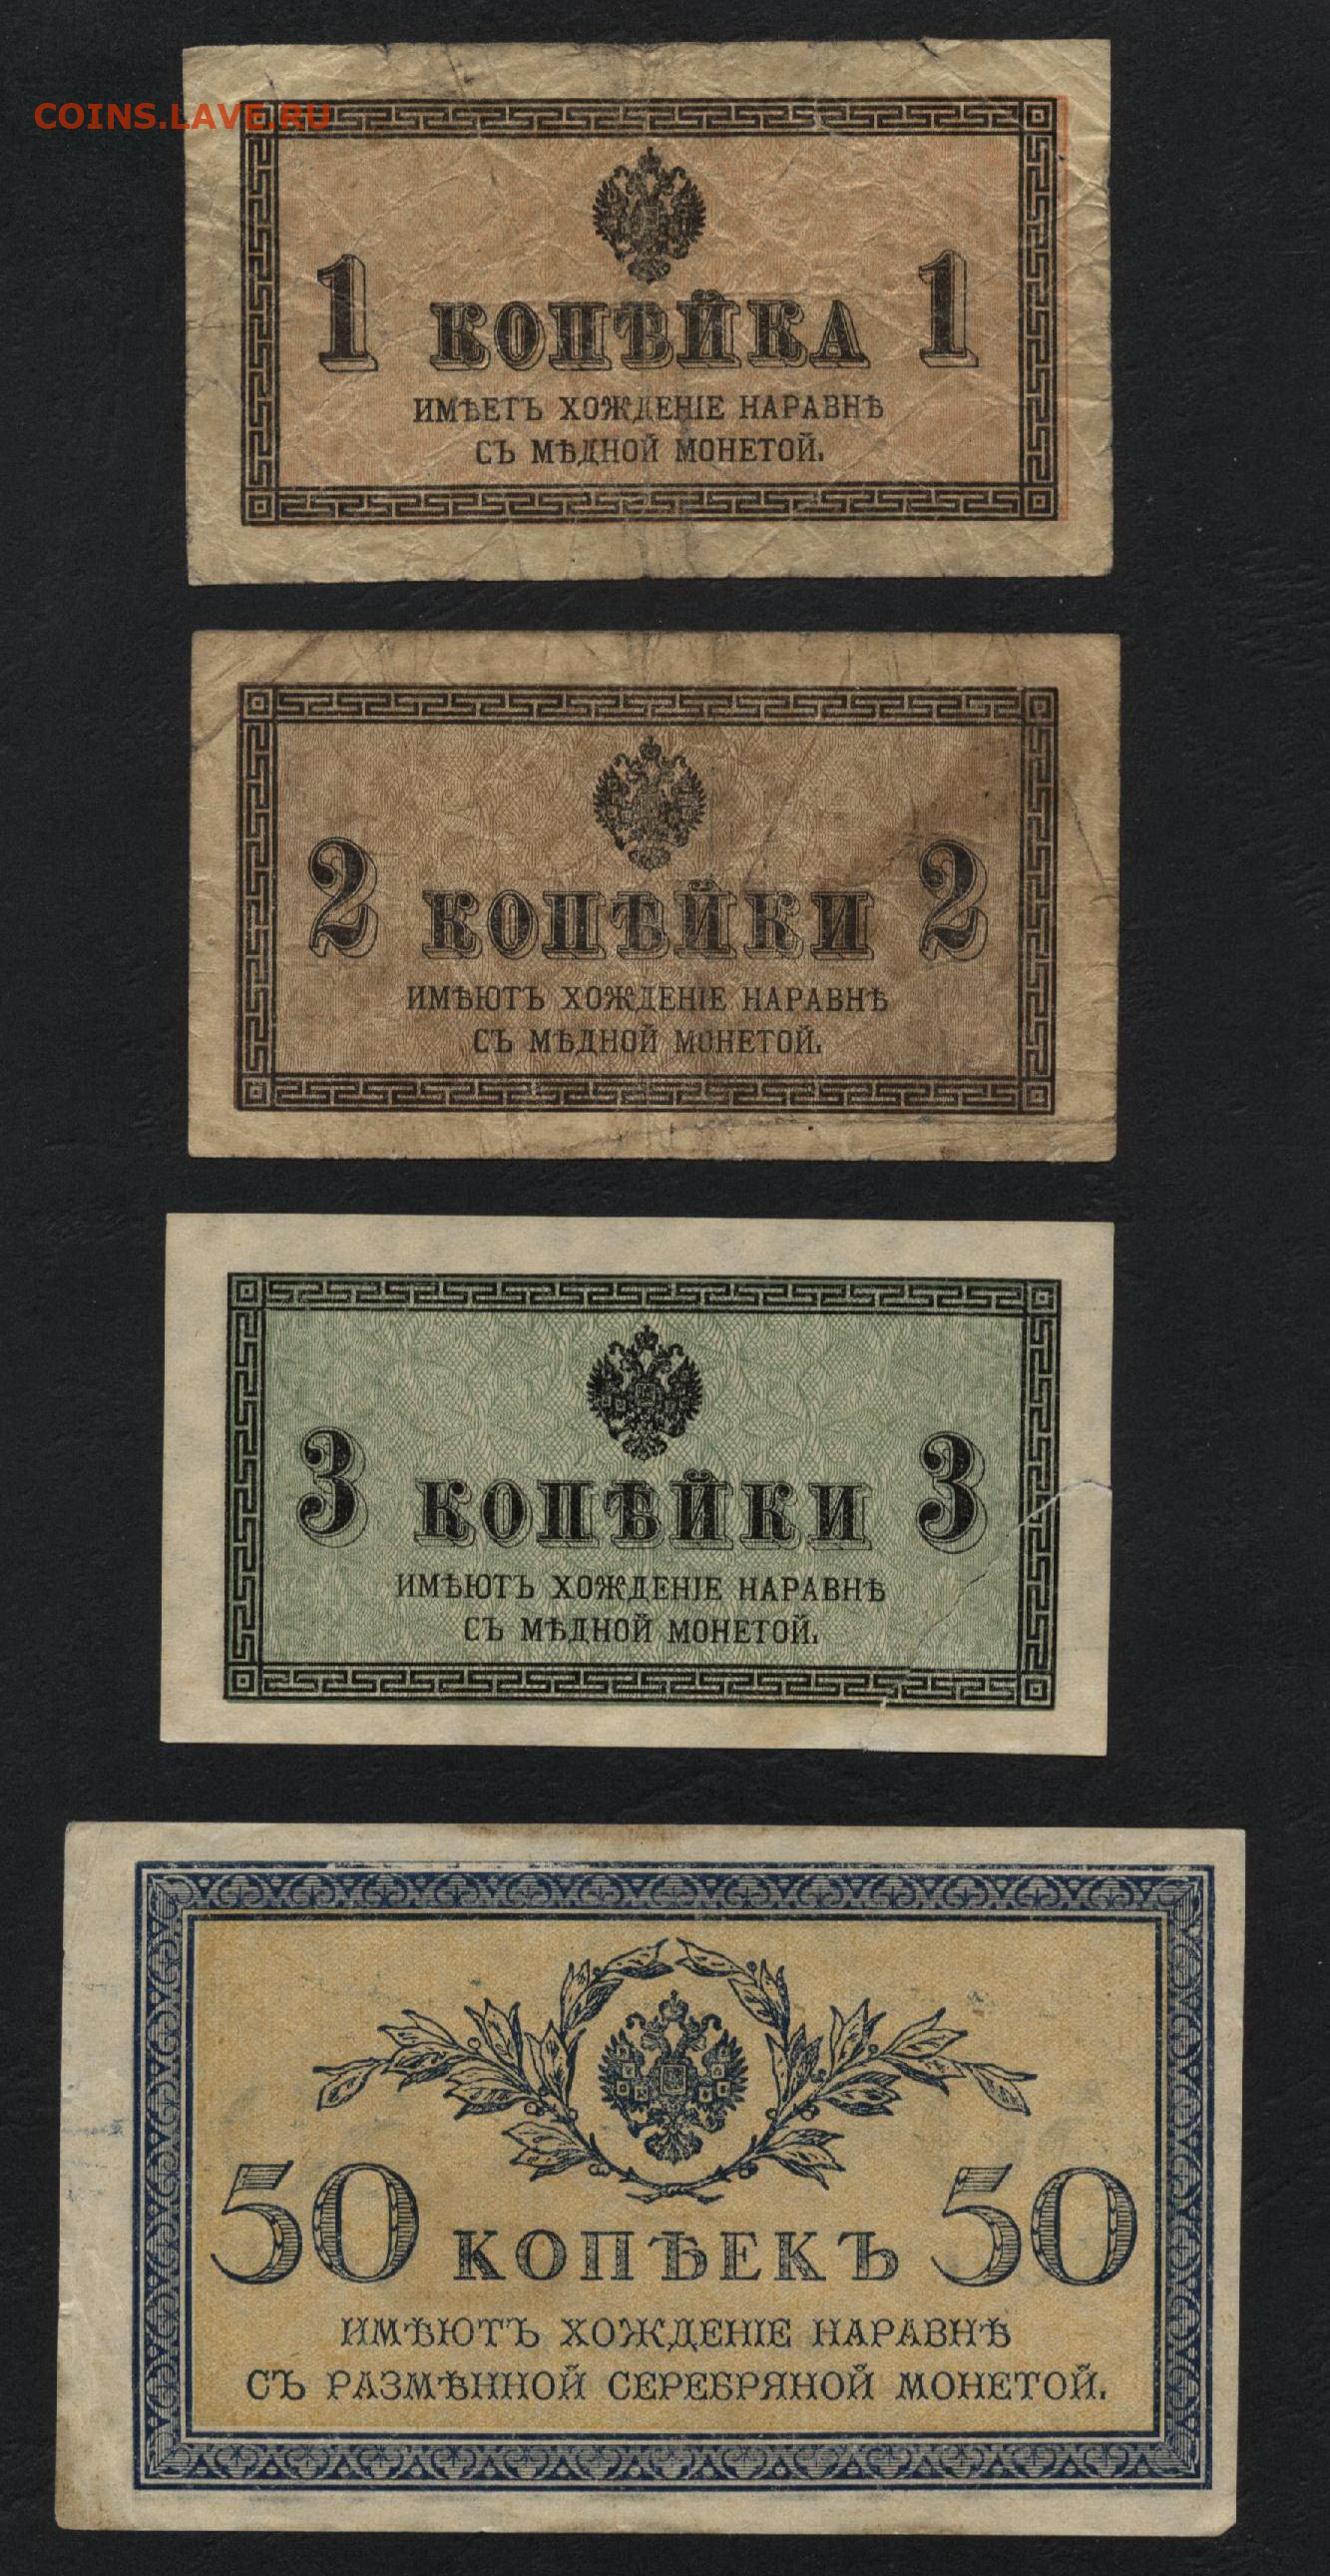 COINS.LAVE.RU
1 КОПѢЙКА 1
ИМѢЕТЪ ХОЖДЕНІЕ НАРАВНѢ
СЪ МѢДНОЙ МОНЕТОЙ.
2 КОПѢЙКИ 2
ИМѢЮТЪ ХОЖДЕНІЕ НАРАВНѢ
СЪ МѢДНОЙ МОНЕТОЙ.
3 КОПѢЙКИ 3
ИМѢЮТЪ ХОЖДЕНІЕ НАРАВНѢ
СЪ МѢДНОЙ МОНЕТОЙ.
50 КОПѢЕКЪ 50
ИМѢЮТЪ ХОЖДЕНІЕ НАРАВНѢ
СЪ РАЗМѢННОЙ СЕРЕБРЯНОЙ МОНЕТОЙ.